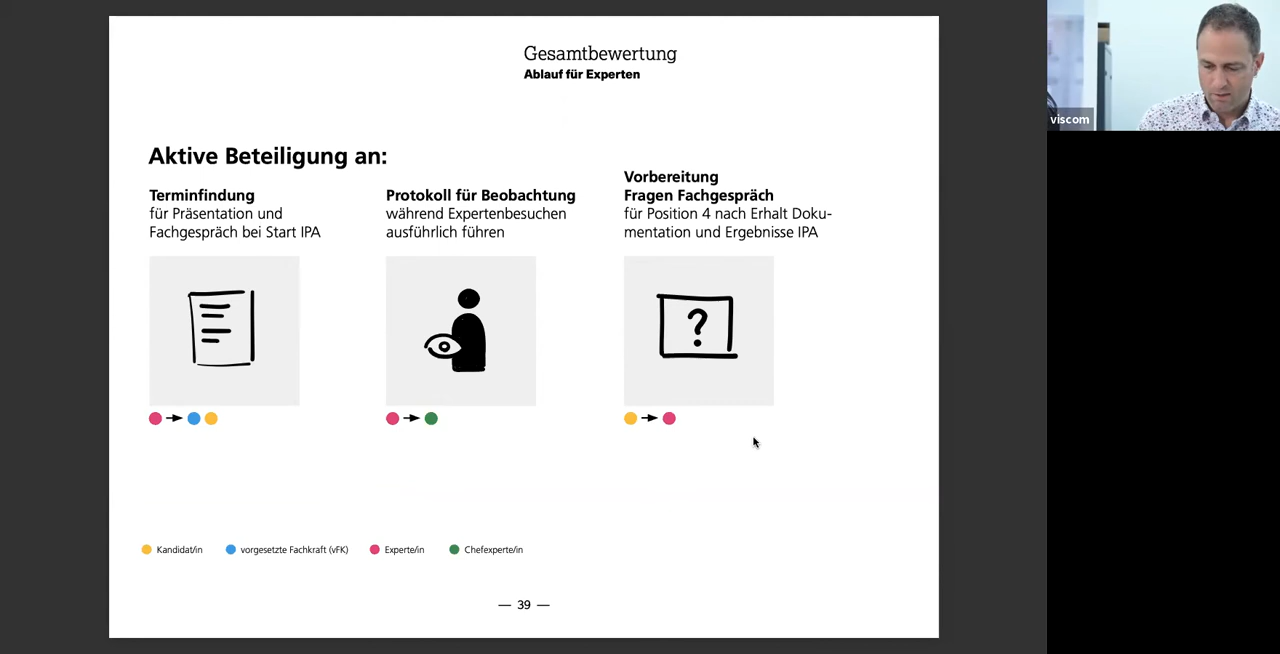 Gesamtbewertung
Ablauf für Experten
Aktive Beteiligung an:
Terminfindung
für Präsentation und
Fachgespräch bei Start IPA
Protokoll für Beobachtung
während Expertenbesuchen
ausführlich führen
Vorbereitung
Fragen Fachgespräch
für Position 4 nach Erhalt Doku-
mentation und Ergebnisse IPA
?
Kandidat/in
vorgesetzte Fachkraft (vFK)
Experte/in
Chefexperte/in
— 39 —
viscom